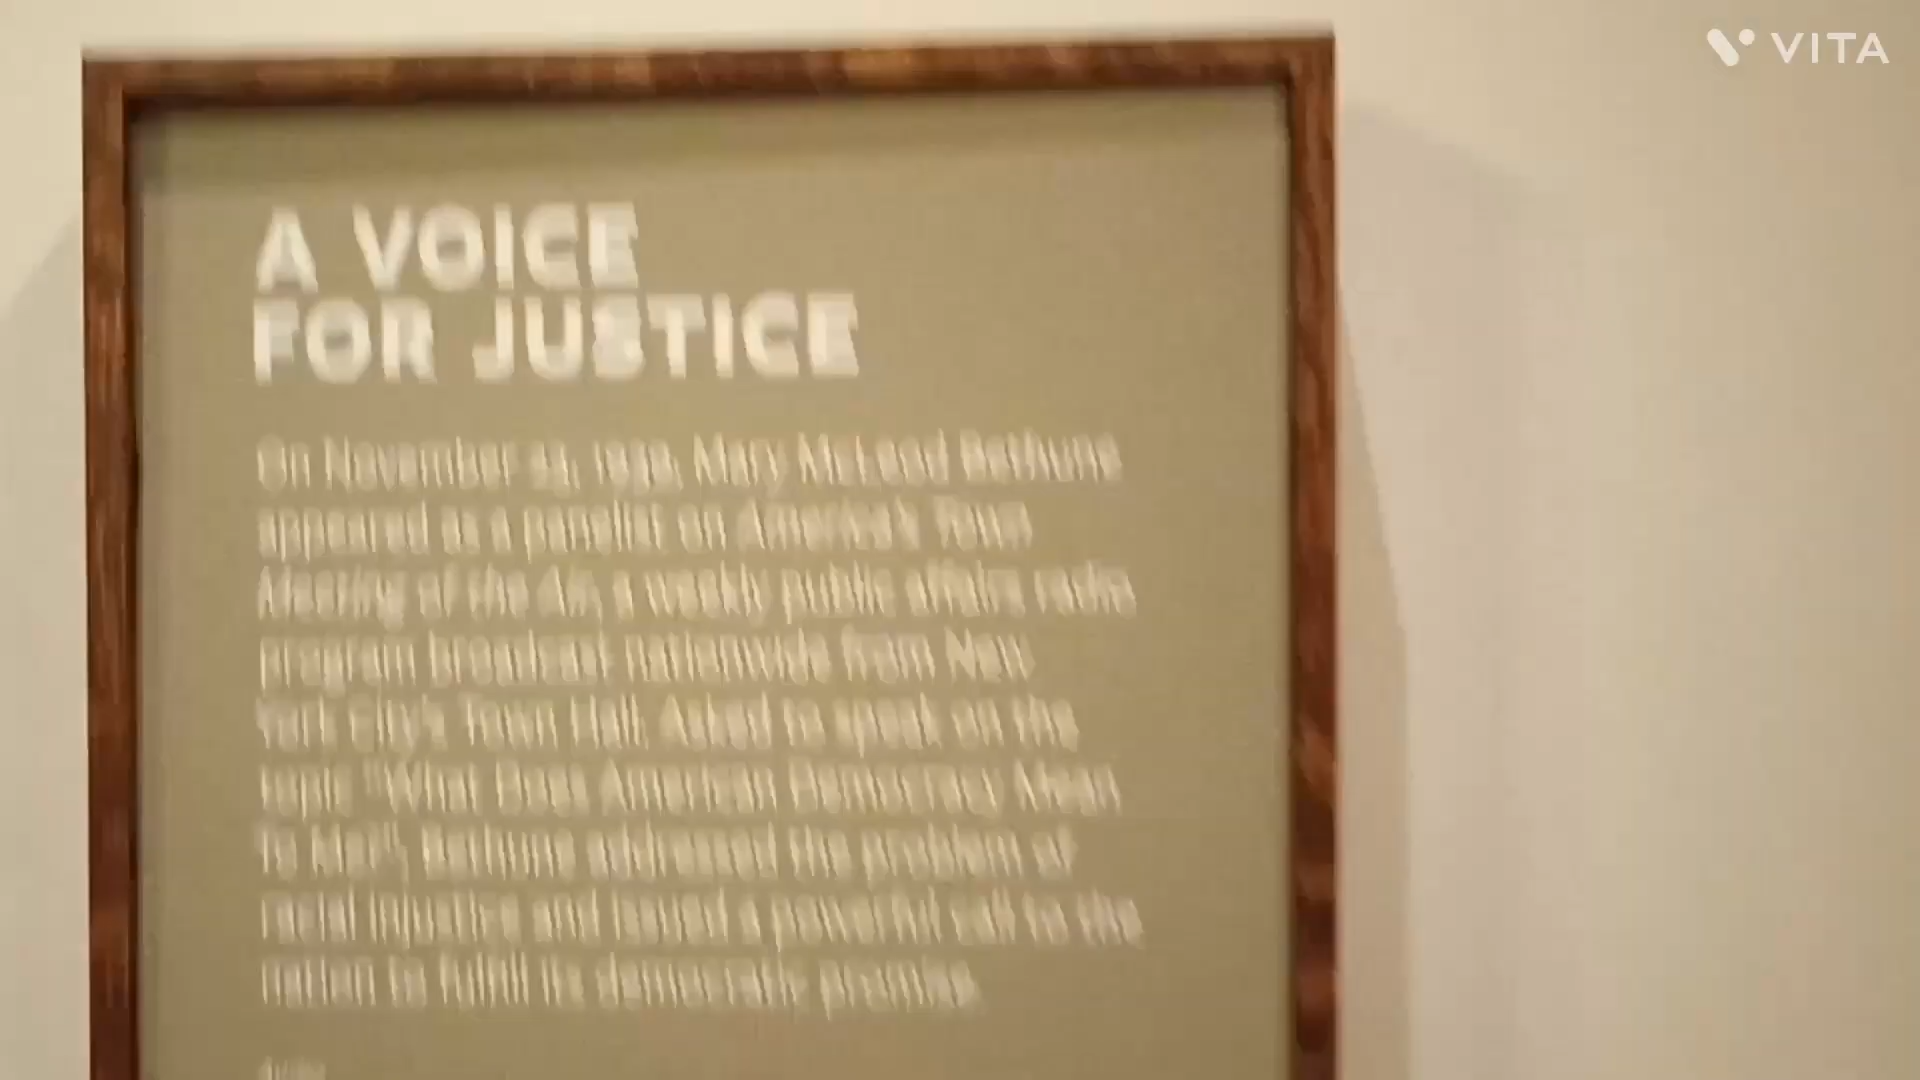 VITA
A VOICE
FOR JUSTICE
On November 23, 1939, Mary McLeod Bethune
appeared as a panelist on America's Town
Meeting of the Air, a weekly public affairs radio
program broadcast nationwide from New
York City's Town Hall. Asked to speak on the
topic "What Does American Democracy Mean
to Me?", Bethune addressed the problem of
racial injustice and issued a powerful call to the
nation to fulfill its democratic promise.